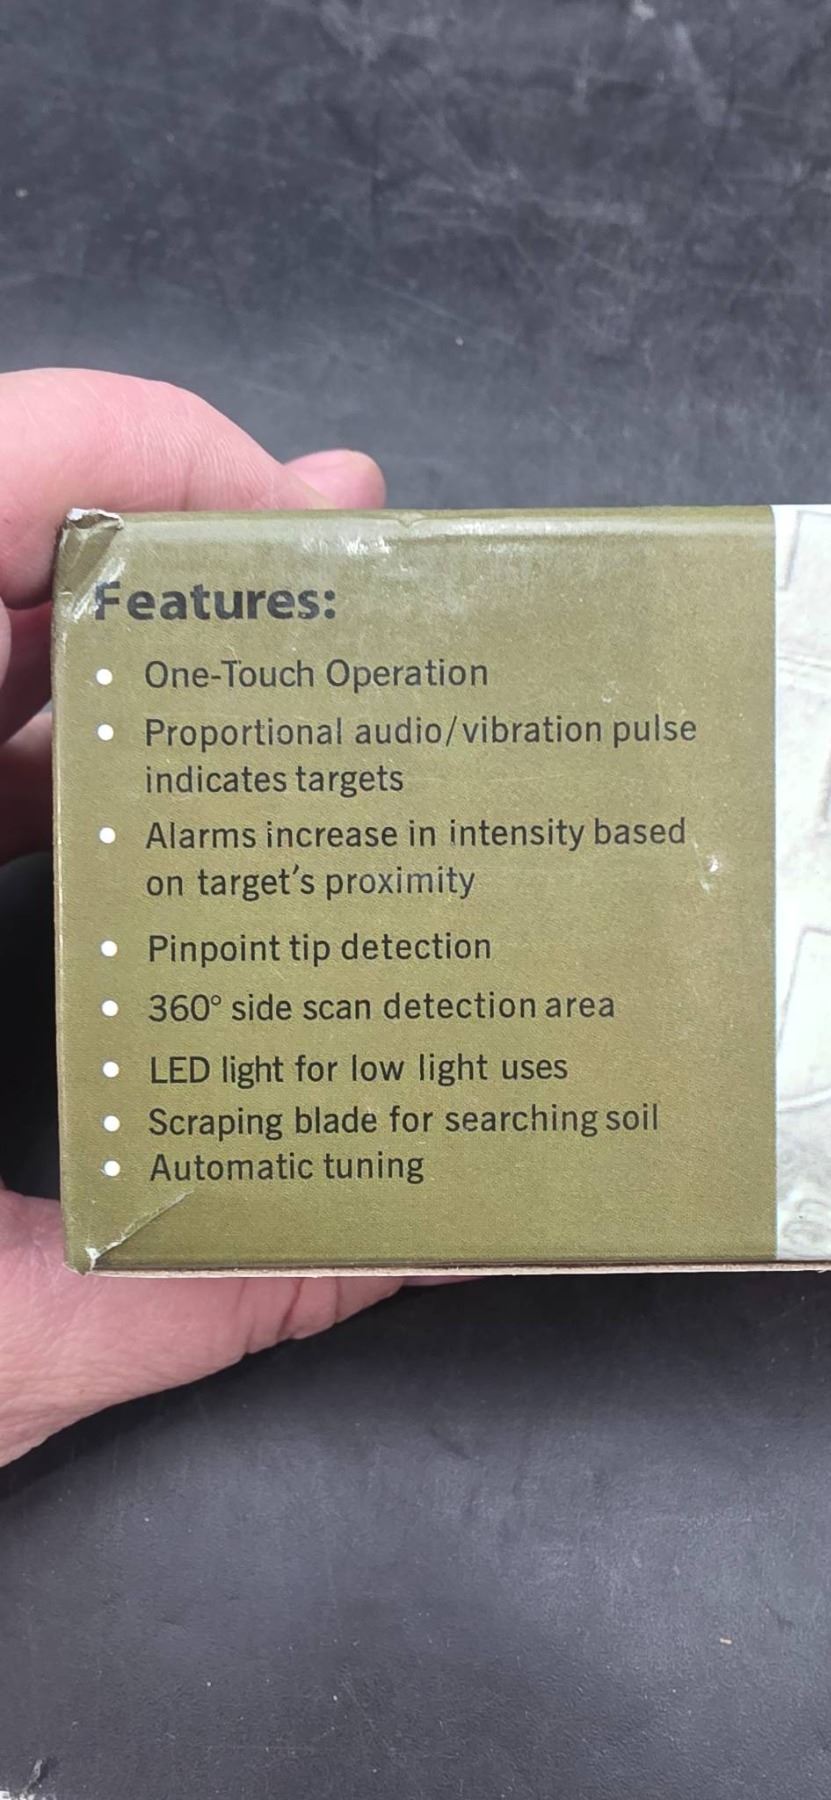 Features:
• One-Touch Operation
• Proportional audio/vibration pulse
indicates targets
• Alarms increase in intensity based
on target's proximity
• Pinpoint tip detection
• 360° side scan detection area
• LED light for low light uses
• Scraping blade for searching soil
• Automatic tuning